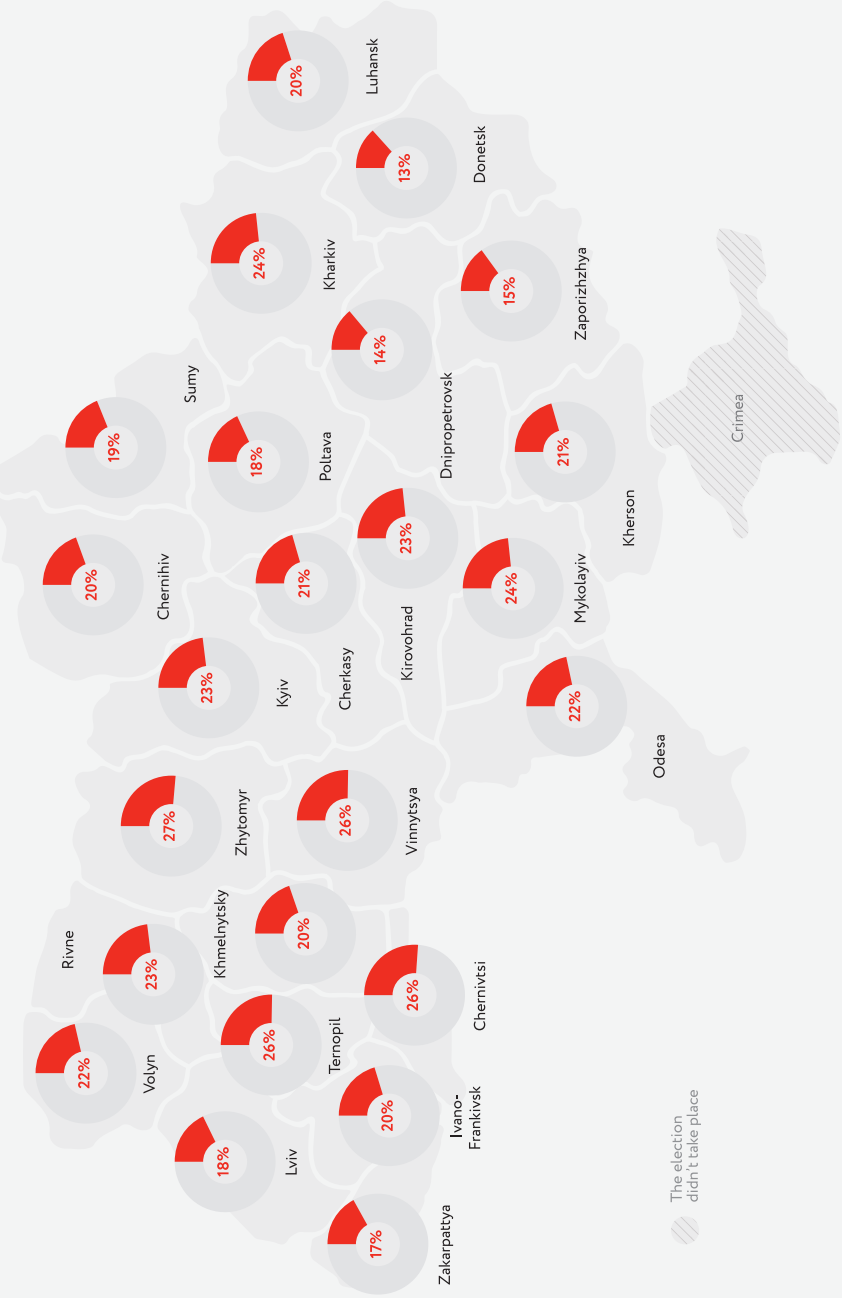 22%
Volyn
Rivne
23%
18%
Lviv
17%
Zakarpattya
20%
Ivano-
Frankivsk
26%
Ternopil
20%
Khmelnytsky
26%
Chernivtsi
27%
Zhytomyr
26%
Vinnytsya
23%
Kyiv
20%
Chernihiv
21%
Cherkasy
23%
Kirovohrad
22%
Odesa
24%
Mykolayiv
19%
Sumy
18%
Poltava
14%
Dnipropetrovsk
21%
Kherson
24%
Kharkiv
15%
Zaporizhzhya
20%
Luhansk
13%
Donetsk
Crimea
The election
didn't take place